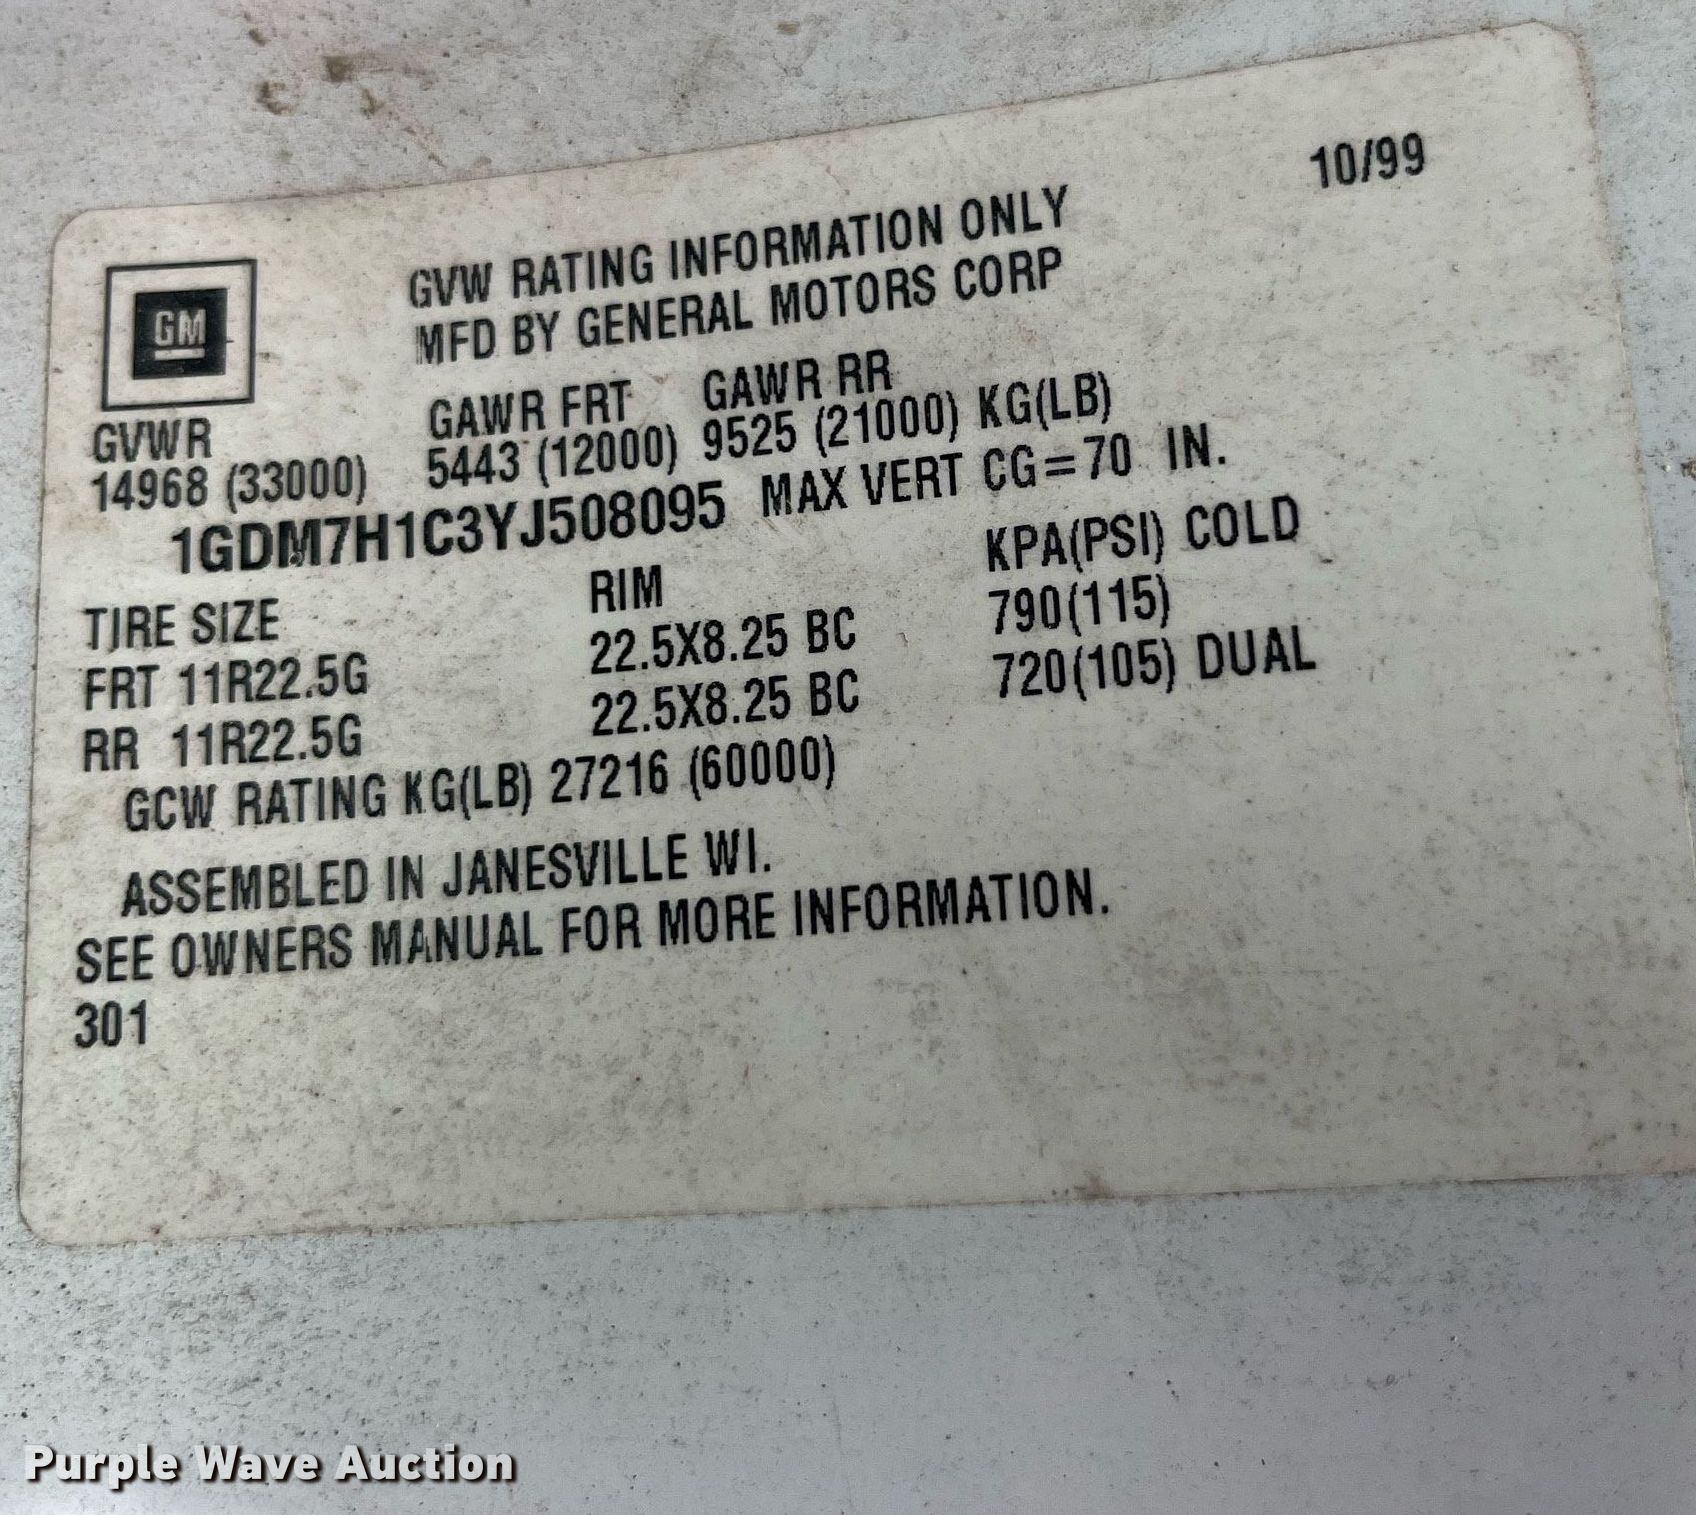 10/99
GM
GVW RATING INFORMATION ONLY
MFD BY GENERAL MOTORS CORP
GVWR GAWR FRT GAWR RR
14968 (33000) 5443 (12000) 9525 (21000) KG(LB)
1GDM7H1C3YJ508095 MAX VERT CG=70 IN.
TIRE SIZE RIM KPA(PSI) COLD
FRT 11R22.5G 22.5X8.25 BC 790(115)
RR 11R22.5G 22.5X8.25 BC 720(105) DUAL
GCW RATING KG(LB) 27216 (60000)
ASSEMBLED IN JANESVILLE WI.
SEE OWNERS MANUAL FOR MORE INFORMATION.
301
Purple Wave Auction